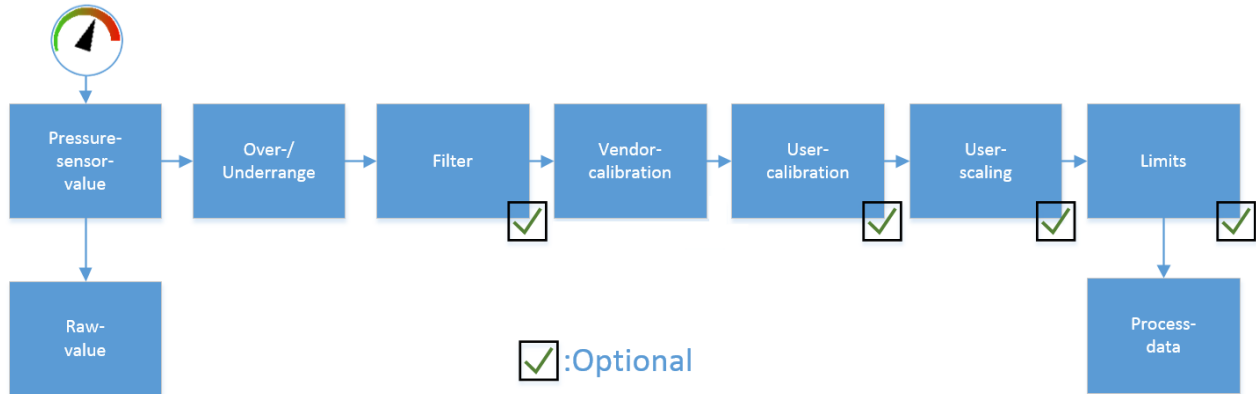 Pressure-
sensor-
value
Over-/
Underrange
Filter
Vendor-
calibration
User-
calibration
User-
scaling
Limits
Raw-
value
Process-
data
:Optional